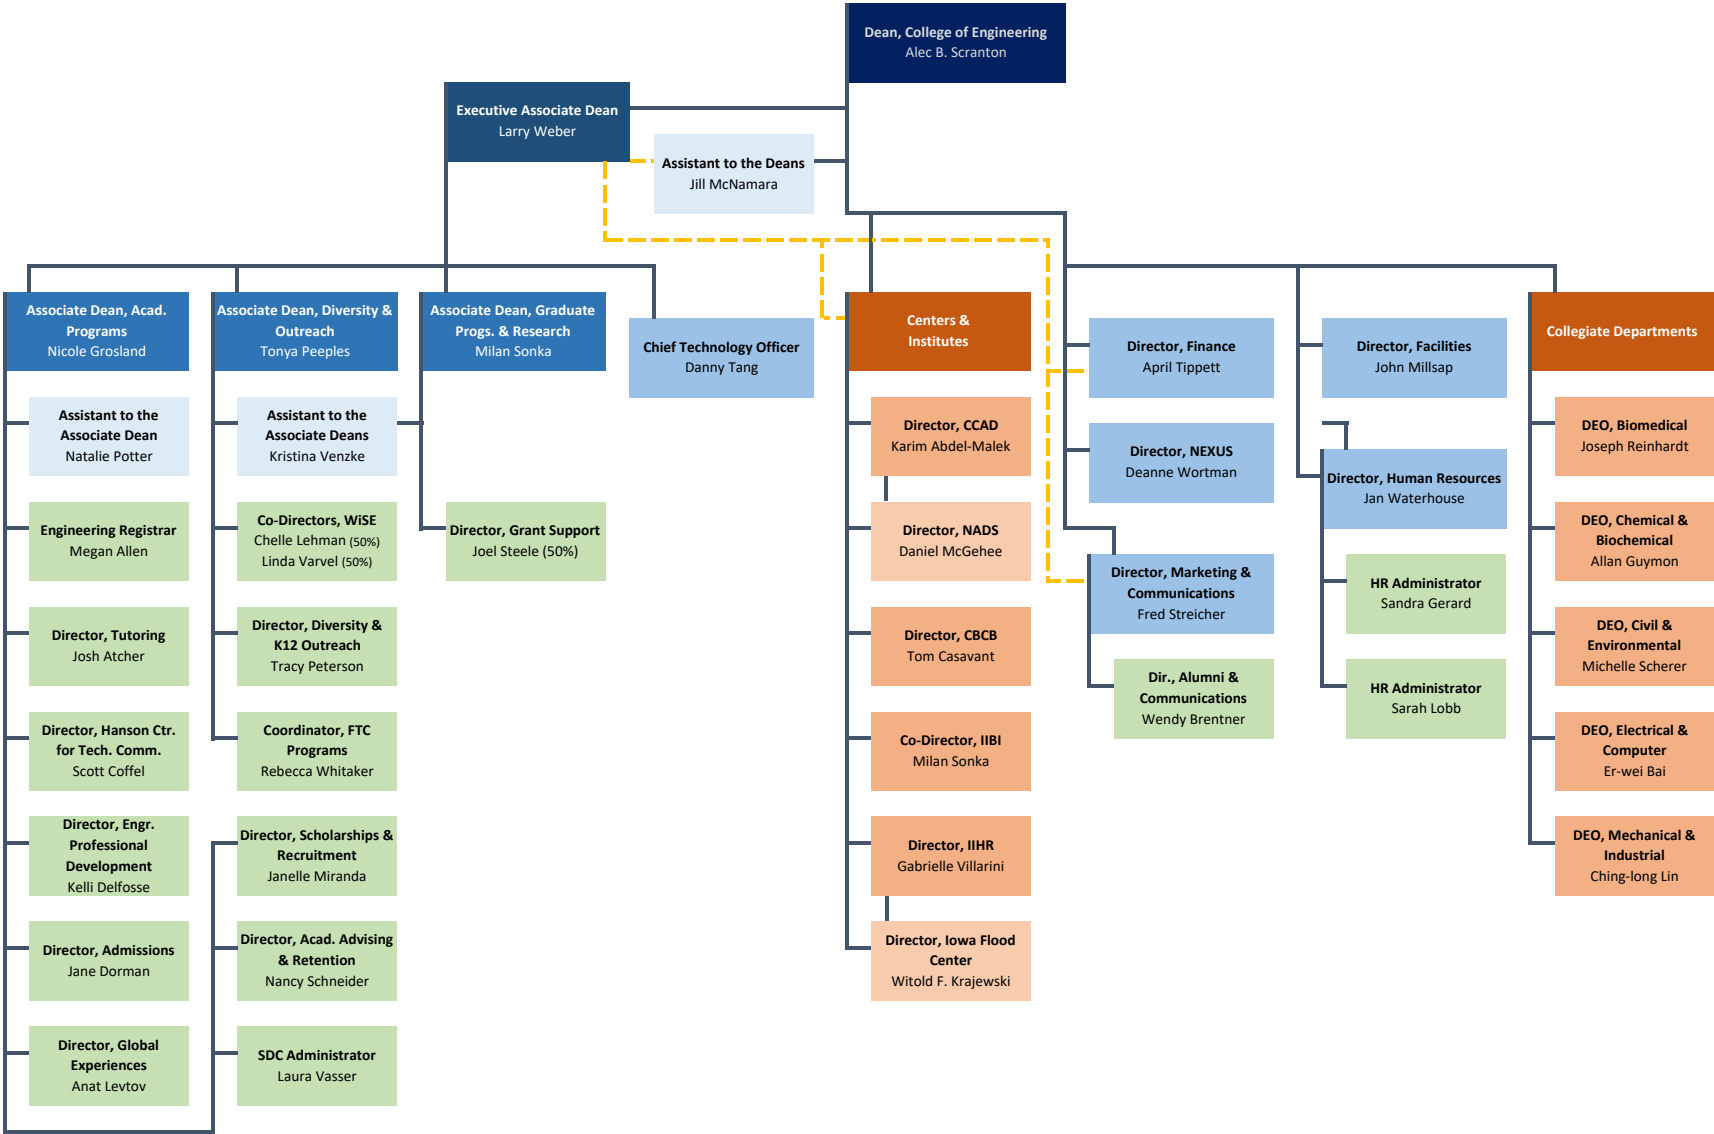 Dean, College of Engineering
Alec B. Scranton
Executive Associate Dean
Larry Weber
Assistant to the Deans
Jill McNamara
Associate Dean, Acad.
Programs
Nicole Grosland
Assistant to the
Associate Dean
Natalie Potter
Engineering Registrar
Megan Allen
Director, Tutoring
Josh Atcher
Director, Hanson Ctr.
for Tech. Comm.
Scott Coffel
Director, Engr.
Professional
Development
Kelli Delfosse
Director, Admissions
Jane Dorman
Director, Global
Experiences
Anat Levtov
Associate Dean, Diversity &
Outreach
Tonya Peeples
Assistant to the
Associate Deans
Kristina Venzke
Co-Directors, WiSE
Chelle Lehman (50%)
Linda Varvel (50%)
Director, Diversity &
K12 Outreach
Tracy Peterson
Coordinator, FTC
Programs
Rebecca Whitaker
Director, Scholarships &
Recruitment
Janelle Miranda
Director, Acad. Advising
& Retention
Nancy Schneider
SDC Administrator
Laura Vasser
Associate Dean, Graduate
Progs. & Research
Milan Sonka
Director, Grant Support
Joel Steele (50%)
Chief Technology Officer
Danny Tang
Centers &
Institutes
Director, CCAD
Karim Abdel-Malek
Director, NADS
Daniel McGehee
Director, CBCB
Tom Casavant
Co-Director, IIBI
Milan Sonka
Director, IIHR
Gabrielle Villarini
Director, Iowa Flood
Center
Witold F. Krajewski
Director, Finance
April Tippett
Director, NEXUS
Deanne Wortman
Director, Marketing &
Communications
Fred Streicher
Dir., Alumni &
Communications
Wendy Brentner
Director, Facilities
John Millsap
Director, Human Resources
Jan Waterhouse
HR Administrator
Sandra Gerard
HR Administrator
Sarah Lobb
Collegiate Departments
DEO, Biomedical
Joseph Reinhardt
DEO, Chemical &
Biochemical
Allan Guymon
DEO, Civil &
Environmental
Michelle Scherer
DEO, Electrical &
Computer
Er-wei Bai
DEO, Mechanical &
Industrial
Ching-long Lin